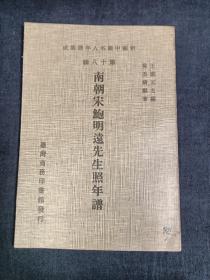 新編中國名人年譜集成
第十八輯
王雲五主編
南朝宋鮑明遠先生照年譜
臺灣商務印書館發行